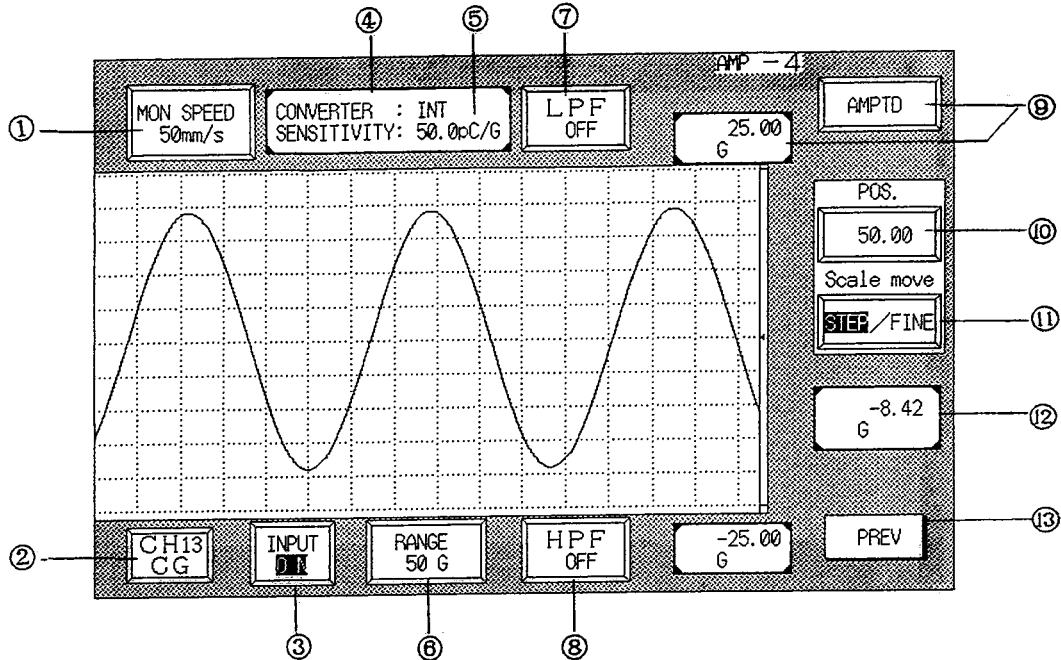 ④ ⑤ ⑦
AMP -4
① MON SPEED
50mm/s
CONVERTER : INT
SENSITIVITY: 50.0pC/G
LPF
OFF
25.00
G
AMPTD ⑨
POS.
50.00 ⑩
Scale move
STEP/FINE ⑪
-8.42
G ⑫
② CH13
CG
INPUT
ON
RANGE
50 G
HPF
OFF
-25.00
G
PREV ⑬
③ ⑥ ⑧